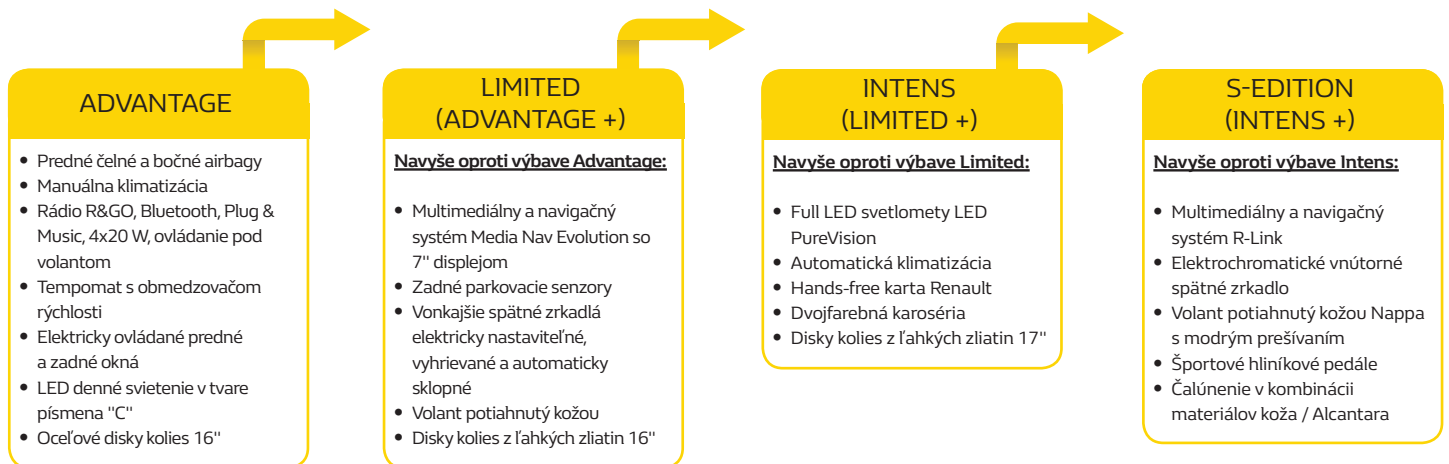 ADVANTAGE
• Predné čelné a bočné airbagy
• Manuálna klimatizácia
• Rádio R&GO, Bluetooth, Plug &
Music, 4x20 W, ovládanie pod
volantom
• Tempomat s obmedzovačom
rýchlosti
• Elektricky ovládané predné
a zadné okná
• LED denné svietenie v tvare
písmena "C"
• Oceľové disky kolies 16"
LIMITED
(ADVANTAGE +)
Navyše oproti výbave Advantage:
• Multimediálny a navigačný
systém Media Nav Evolution so
7" displejom
• Zadné parkovacie senzory
• Vonkajšie spätné zrkadlá
elektricky nastaviteľné,
vyhrievané a automaticky
sklopné
• Volant potiahnutý kožou
• Disky kolies z ľahkých zliatin 16"
INTENS
(LIMITED +)
Navyše oproti výbave Limited:
• Full LED svetlomety LED
PureVision
• Automatická klimatizácia
• Hands-free karta Renault
• Dvojfarebná karoséria
• Disky kolies z ľahkých zliatin 17"
S-EDITION
(INTENS +)
Navyše oproti výbave Intens:
• Multimediálny a navigačný
systém R-Link
• Elektrochromatické vnútorné
spätné zrkadlo
• Volant potiahnutý kožou Nappa
s modrým prešívaním
• Športové hliníkové pedále
• Čalúnenie v kombinácii
materiálov koža / Alcantara